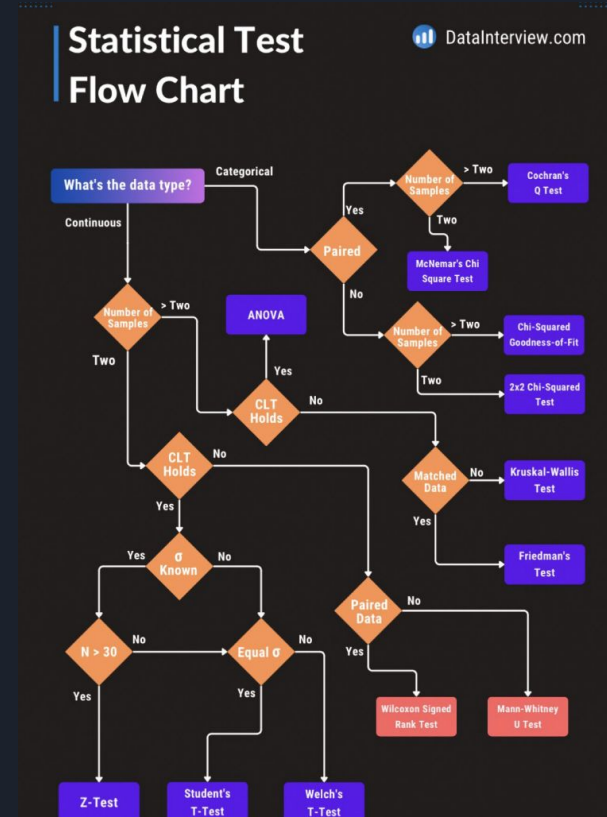 Statistical Test
Flow Chart
DataInterview.com
What's the data type?
Categorical
Continuous
Paired
Yes
No
Number of
Samples
> Two
Two
Cochran's
Q Test
McNemar's Chi
Square Test
Number of
Samples
> Two
Two
Chi-Squared
Goodness-of-Fit
2x2 Chi-Squared
Test
Number of
Samples
> Two
Two
ANOVA
Yes
CLT
Holds
No
Matched
Data
No
Yes
Kruskal-Wallis
Test
Friedman's
Test
CLT
Holds
No
Yes
σ
Known
Yes
No
N > 30
No
Yes
Equal σ
No
Yes
Paired
Data
No
Yes
Wilcoxon Signed
Rank Test
Mann-Whitney
U Test
Z-Test
Student's
T-Test
Welch's
T-Test